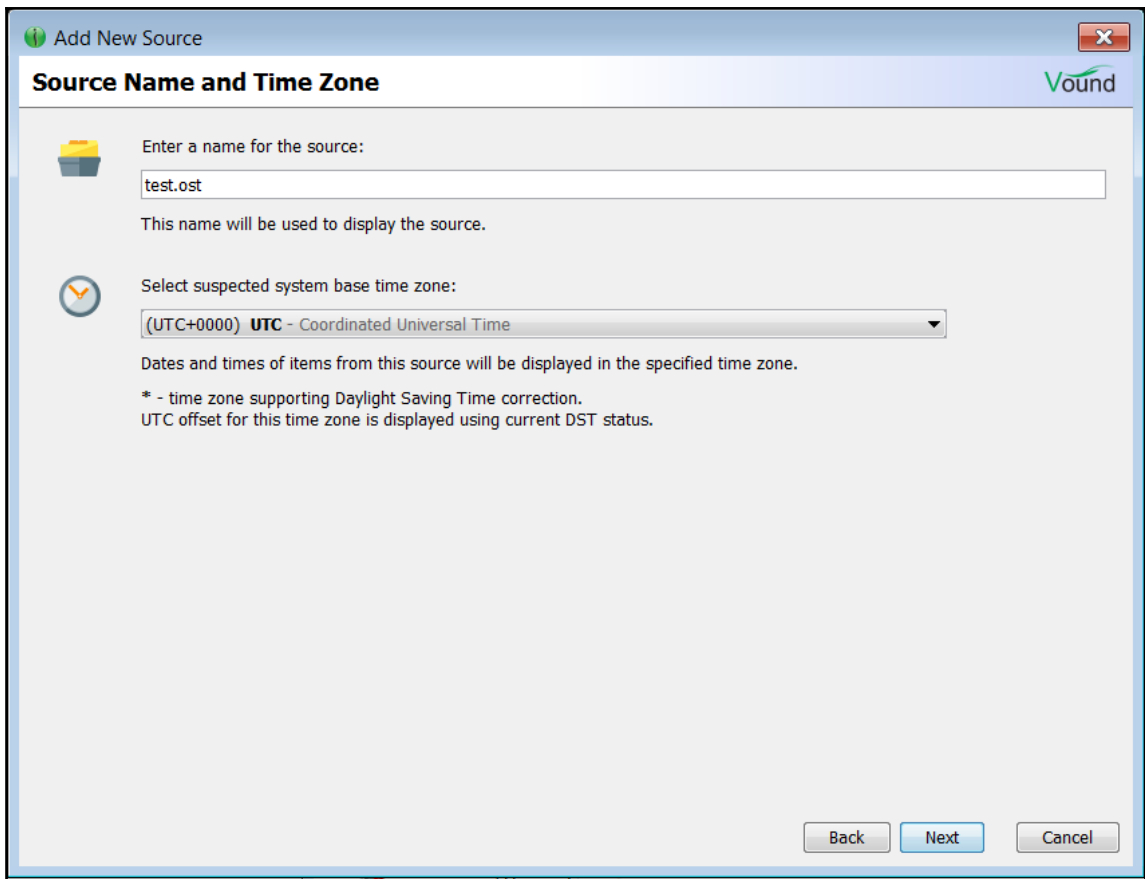 Add New Source
Source Name and Time Zone
Vound
Enter a name for the source:
test.ost
This name will be used to display the source.
Select suspected system base time zone:
(UTC+0000) UTC - Coordinated Universal Time
Dates and times of items from this source will be displayed in the specified time zone.
* - time zone supporting Daylight Saving Time correction.
UTC offset for this time zone is displayed using current DST status.
Back
Next
Cancel